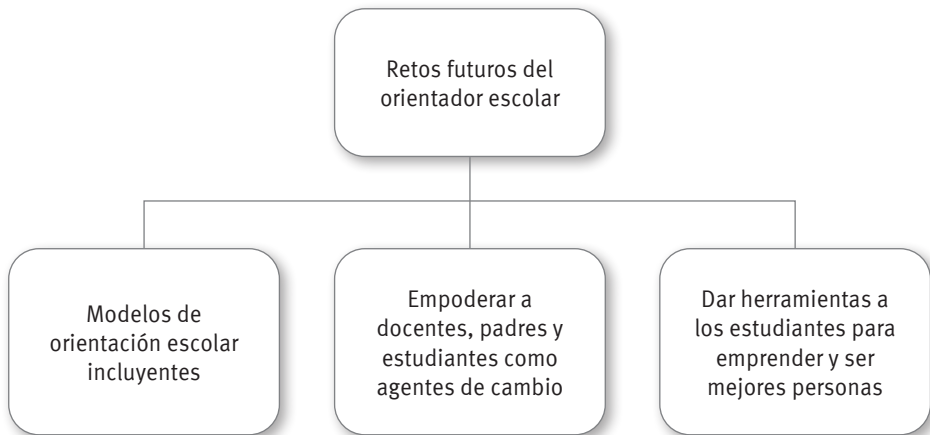 Retos futuros del
orientador escolar
Modelos de
orientación escolar
incluyentes
Empoderar a
docentes, padres y
estudiantes como
agentes de cambio
Dar herramientas a
los estudiantes para
emprender y ser
mejores personas